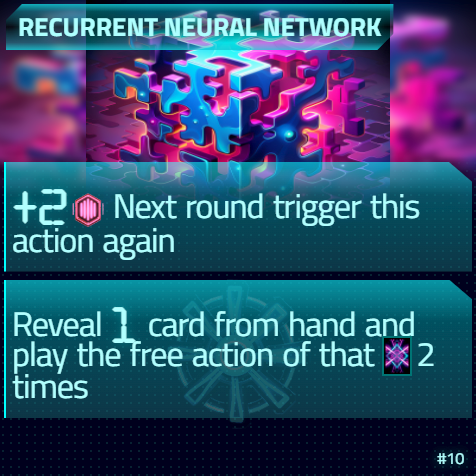 RECURRENT NEURAL NETWORK
+2 Next round trigger this
action again
Reveal 1 card from hand and
play the free action of that 2
times
#10